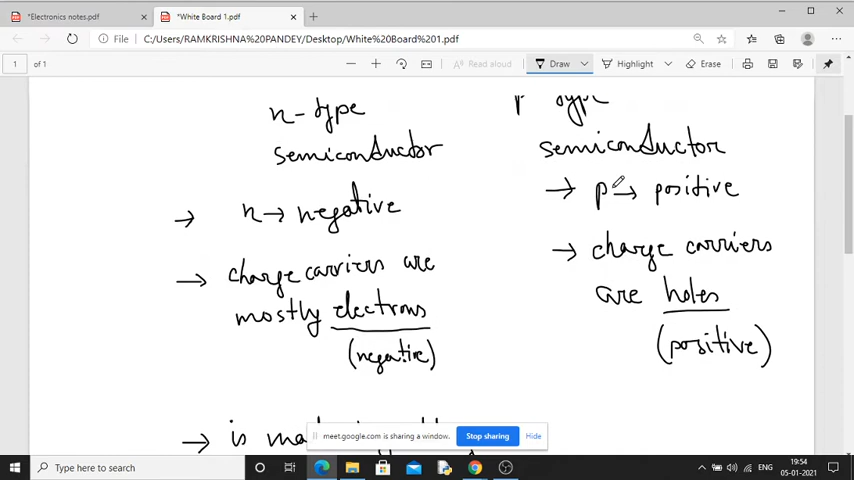 *Electronics notes.pdf
*White Board 1.pdf
File
C:/Users/RAMKRISHNA%20PANDEY/Desktop/White%20Board%201.pdf
1
of 1
Read aloud
Draw
Highlight
Erase
n-type
semiconductor
→ n → negative
→ charge carriers are
mostly electrons
(negative)
p type
semiconductor
→ p → positive
→ charge carriers
are holes
(positive)
→ is
meet.google.com is sharing a window.
Stop sharing
Hide
Type here to search
ENG
19:54
05-01-2021